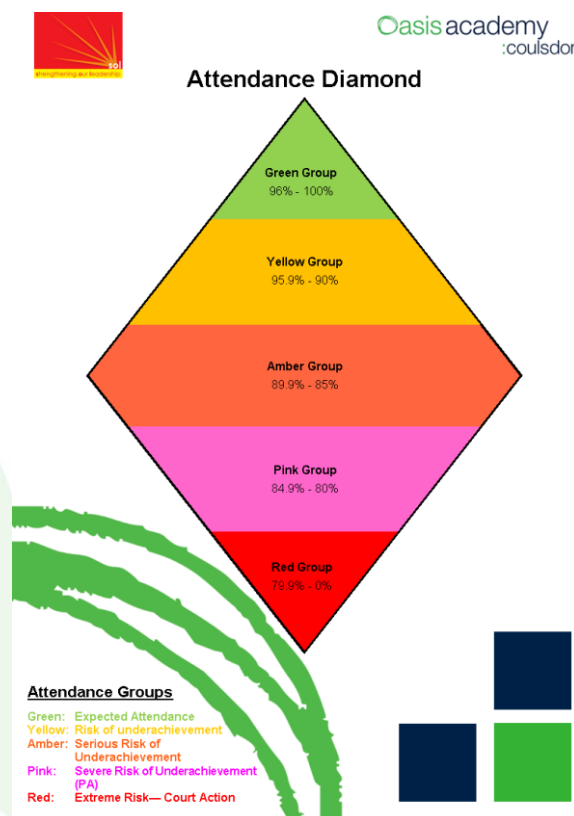 sol
strengthening our leadership
Oasis academy
:coulsdon
Attendance Diamond
Green Group
96% - 100%
Yellow Group
95.9% - 90%
Amber Group
89.9% - 85%
Pink Group
84.9% - 80%
Red Group
79.9% - 0%
Attendance Groups
Green: Expected Attendance
Yellow: Risk of underachievement
Amber: Serious Risk of
Underachievement
Pink: Severe Risk of Underachievement
(PA)
Red: Extreme Risk— Court Action